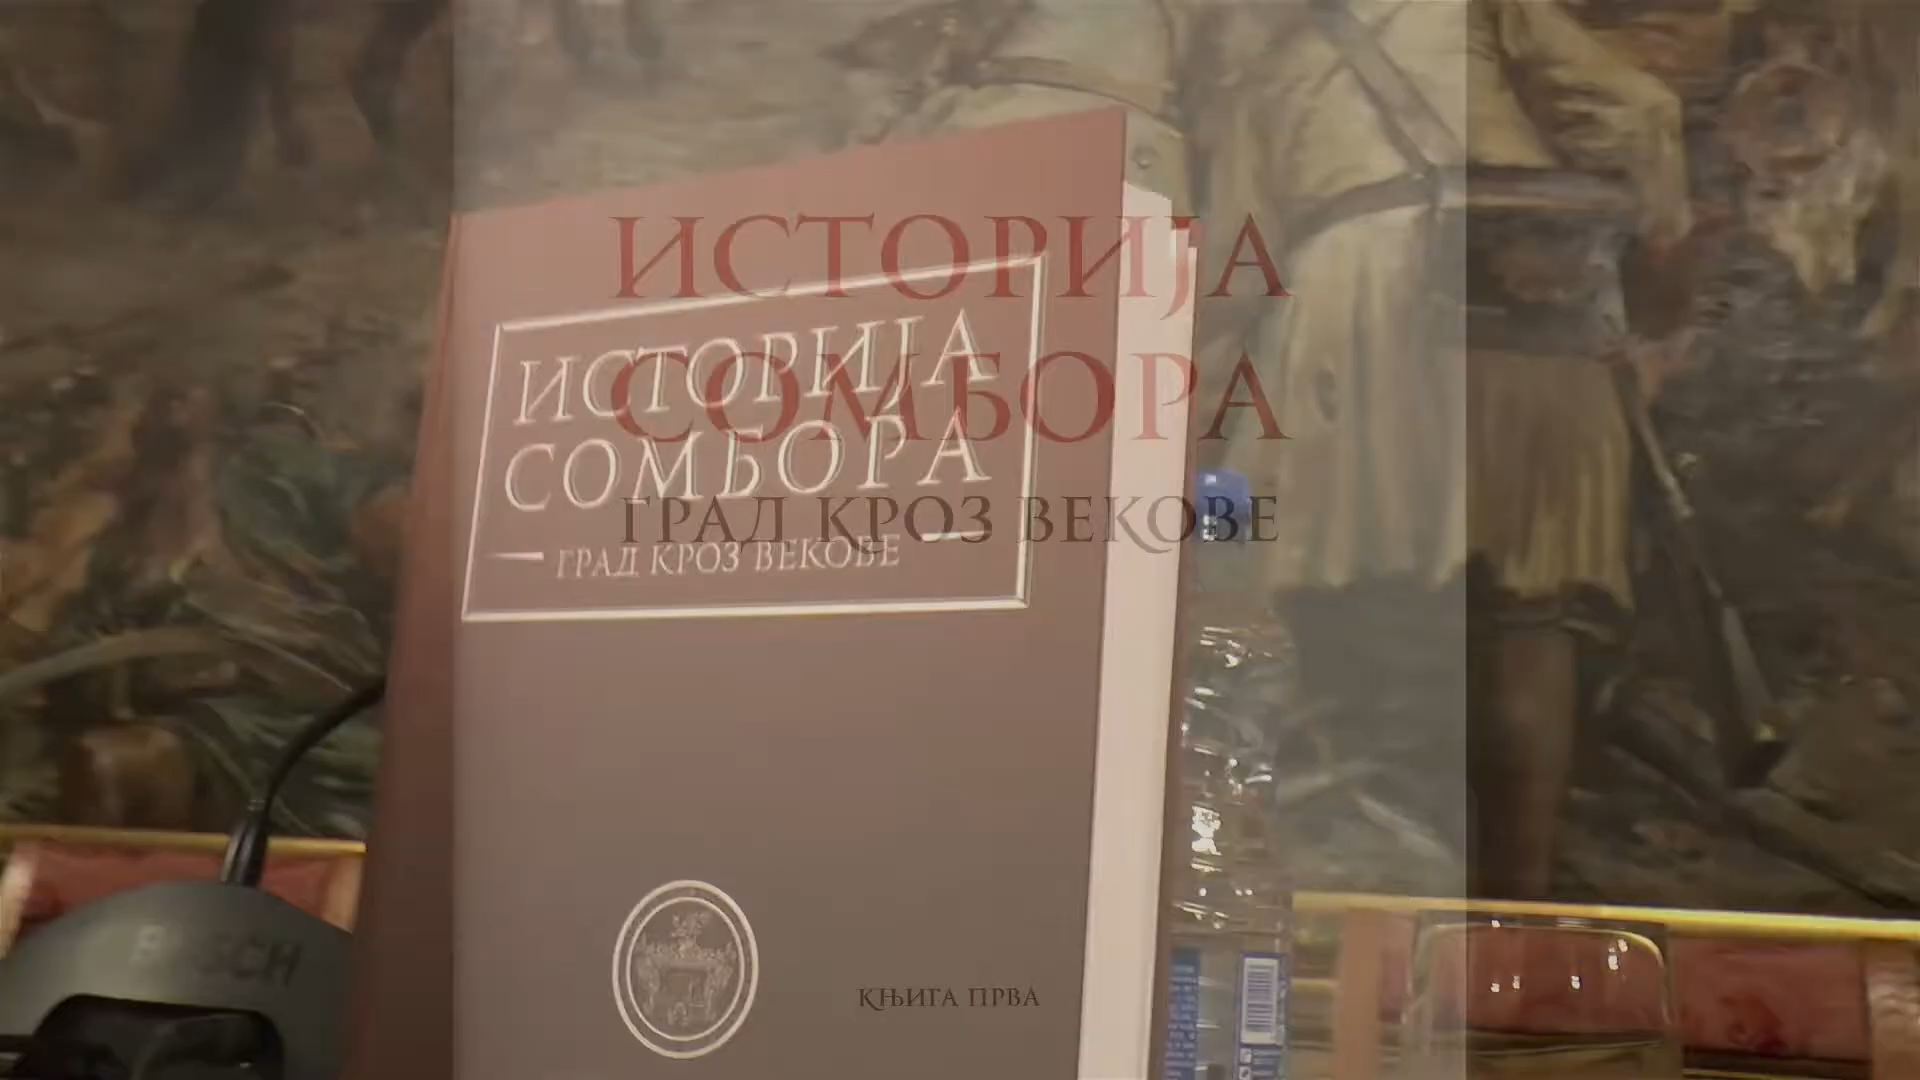 ИСТОРИЈА
СОМБОРА
ГРАД КРОЗ ВЕКОВЕ
ИСТОРИЈА
СОМБОРА
ГРАД КРОЗ ВЕКОВЕ
КЊИГА ПРВА
BOSCH